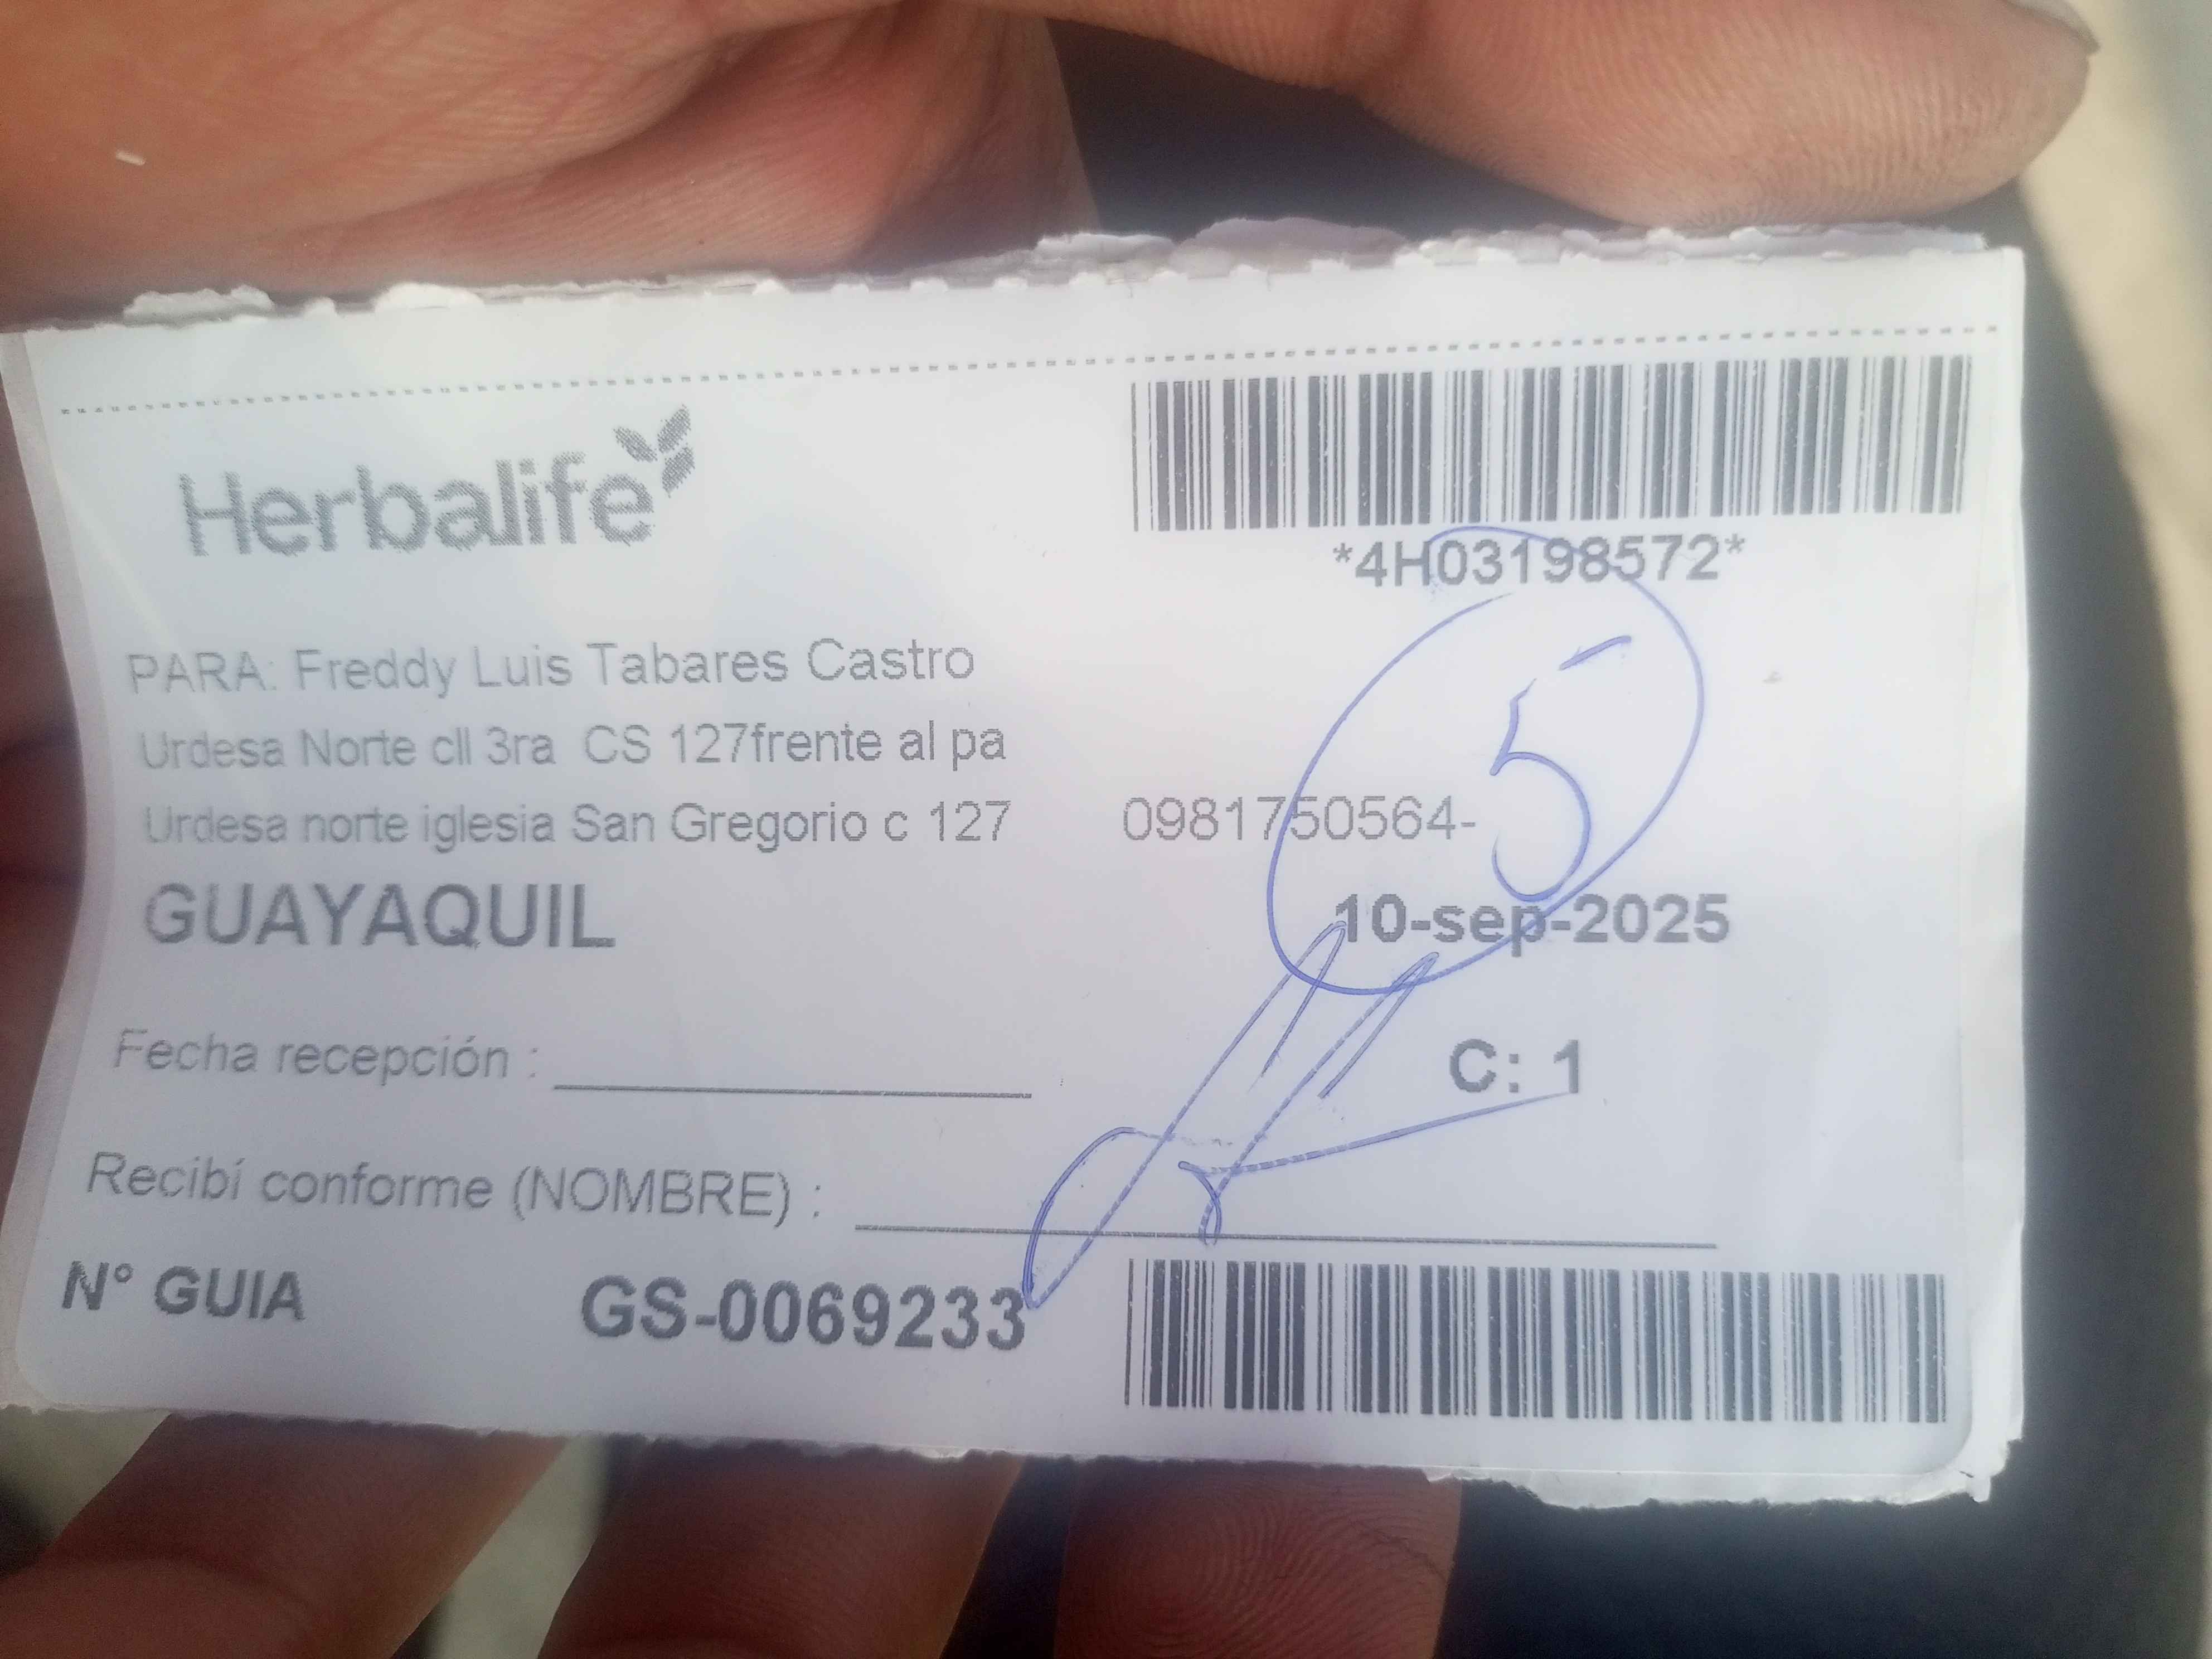 Herbalife
*4H03198572*
PARA: Freddy Luis Tabares Castro
5
Urdesa Norte cll 3ra CS 127frente al pa
Urdesa norte iglesia San Gregorio c 127 0981750564-
GUAYAQUIL 10-sep-2025
Fecha recepción : C: 1
Recibí conforme (NOMBRE) :
N° GUIA GS-0069233